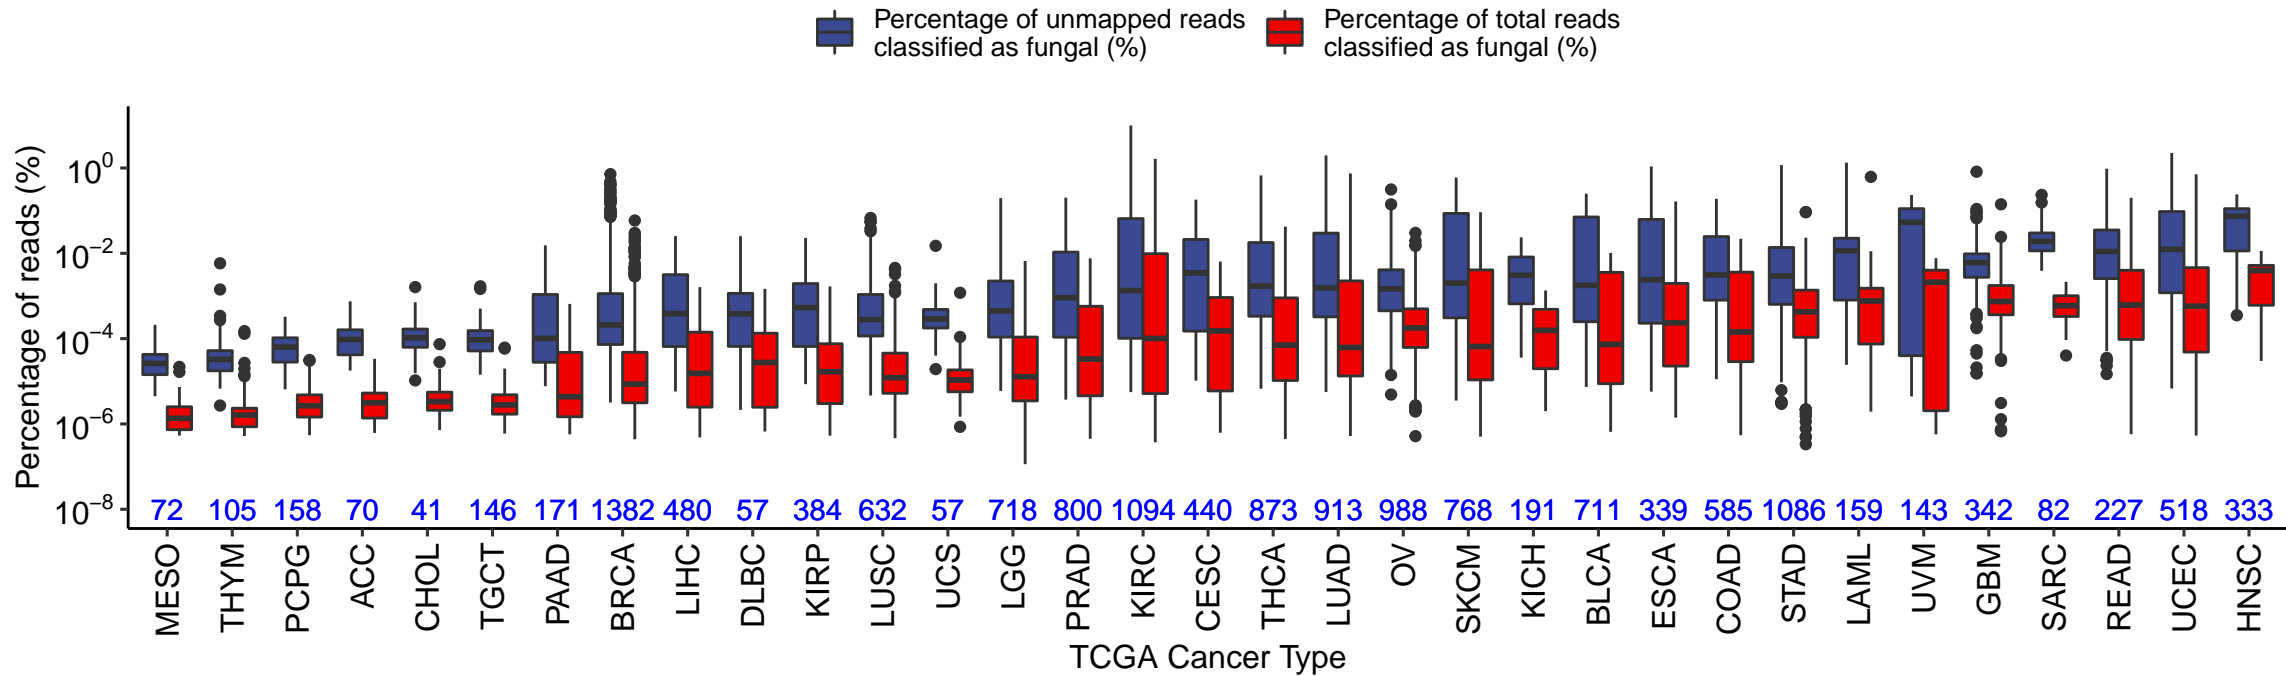 Percentage of unmapped reads
classified as fungal (%)
Percentage of total reads
classified as fungal (%)
Percentage of reads (%)
10^0
10^−2
10^−4
10^−6
10^−8
72 105 158 70 41 146 171 1382 480 57 384 632 57 718 800 1094 440 873 913 988 768 191 711 339 585 1086 159 143 342 82 227 518 333
MESO THYM PCPG ACC CHOL TGCT PAAD BRCA LIHC DLBC KIRP LUSC UCS LGG PRAD KIRC CESC THCA LUAD OV SKCM KICH BLCA ESCA COAD STAD LAML UVM GBM SARC READ UCEC HNSC
TCGA Cancer Type